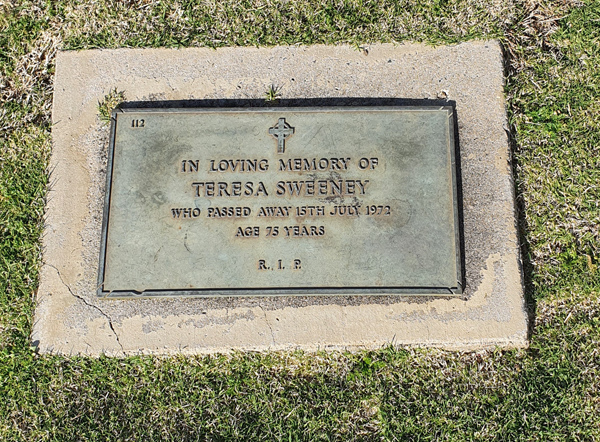 112
IN LOVING MEMORY OF
TERESA SWEENEY
WHO PASSED AWAY 15TH JULY 1972
AGE 75 YEARS
R. I. P.